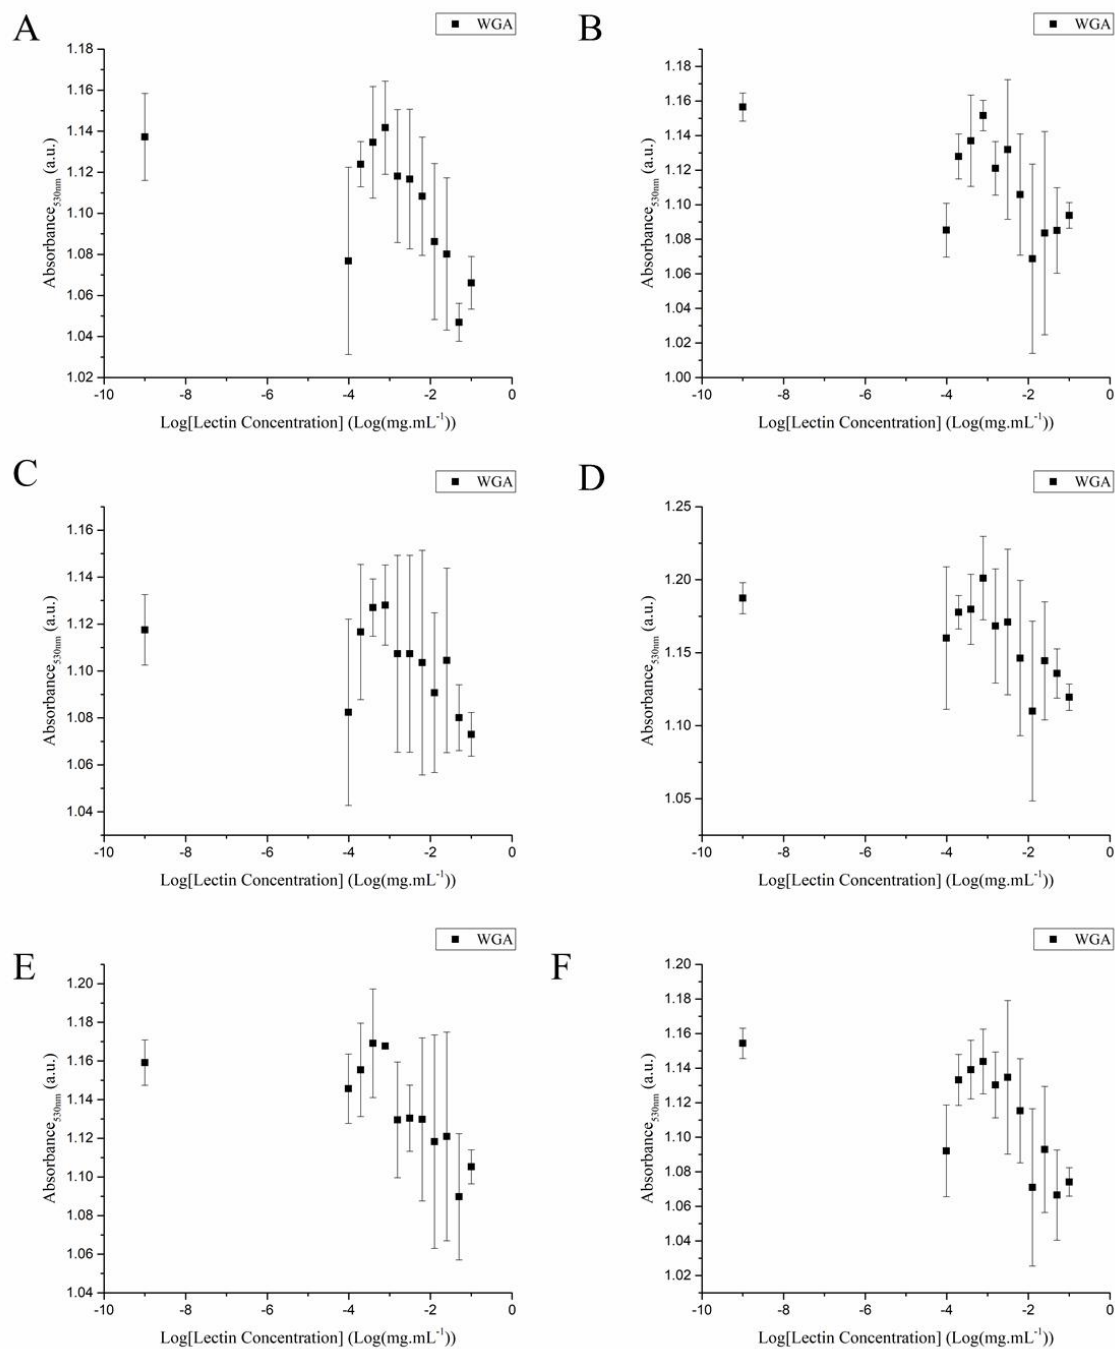 A
WGA
1.18
1.16
1.14
1.12
1.10
1.08
1.06
1.04
1.02
Absorbance530nm (a.u.)
-10 -8 -6 -4 -2 0
Log[Lectin Concentration] (Log(mg.mL-1))
B
WGA
1.18
1.16
1.14
1.12
1.10
1.08
1.06
1.04
1.02
1.00
Absorbance530nm (a.u.)
-10 -8 -6 -4 -2 0
Log[Lectin Concentration] (Log(mg.mL-1))
C
WGA
1.16
1.14
1.12
1.10
1.08
1.06
1.04
Absorbance530nm (a.u.)
-10 -8 -6 -4 -2 0
Log[Lectin Concentration] (Log(mg.mL-1))
D
WGA
1.25
1.20
1.15
1.10
1.05
Absorbance530nm (a.u.)
-10 -8 -6 -4 -2 0
Log[Lectin Concentration] (Log(mg.mL-1))
E
WGA
1.20
1.18
1.16
1.14
1.12
1.10
1.08
1.06
1.04
Absorbance530nm (a.u.)
-10 -8 -6 -4 -2 0
Log[Lectin Concentration] (Log(mg.mL-1))
F
WGA
1.20
1.18
1.16
1.14
1.12
1.10
1.08
1.06
1.04
1.02
Absorbance530nm (a.u.)
-10 -8 -6 -4 -2 0
Log[Lectin Concentration] (Log(mg.mL-1))